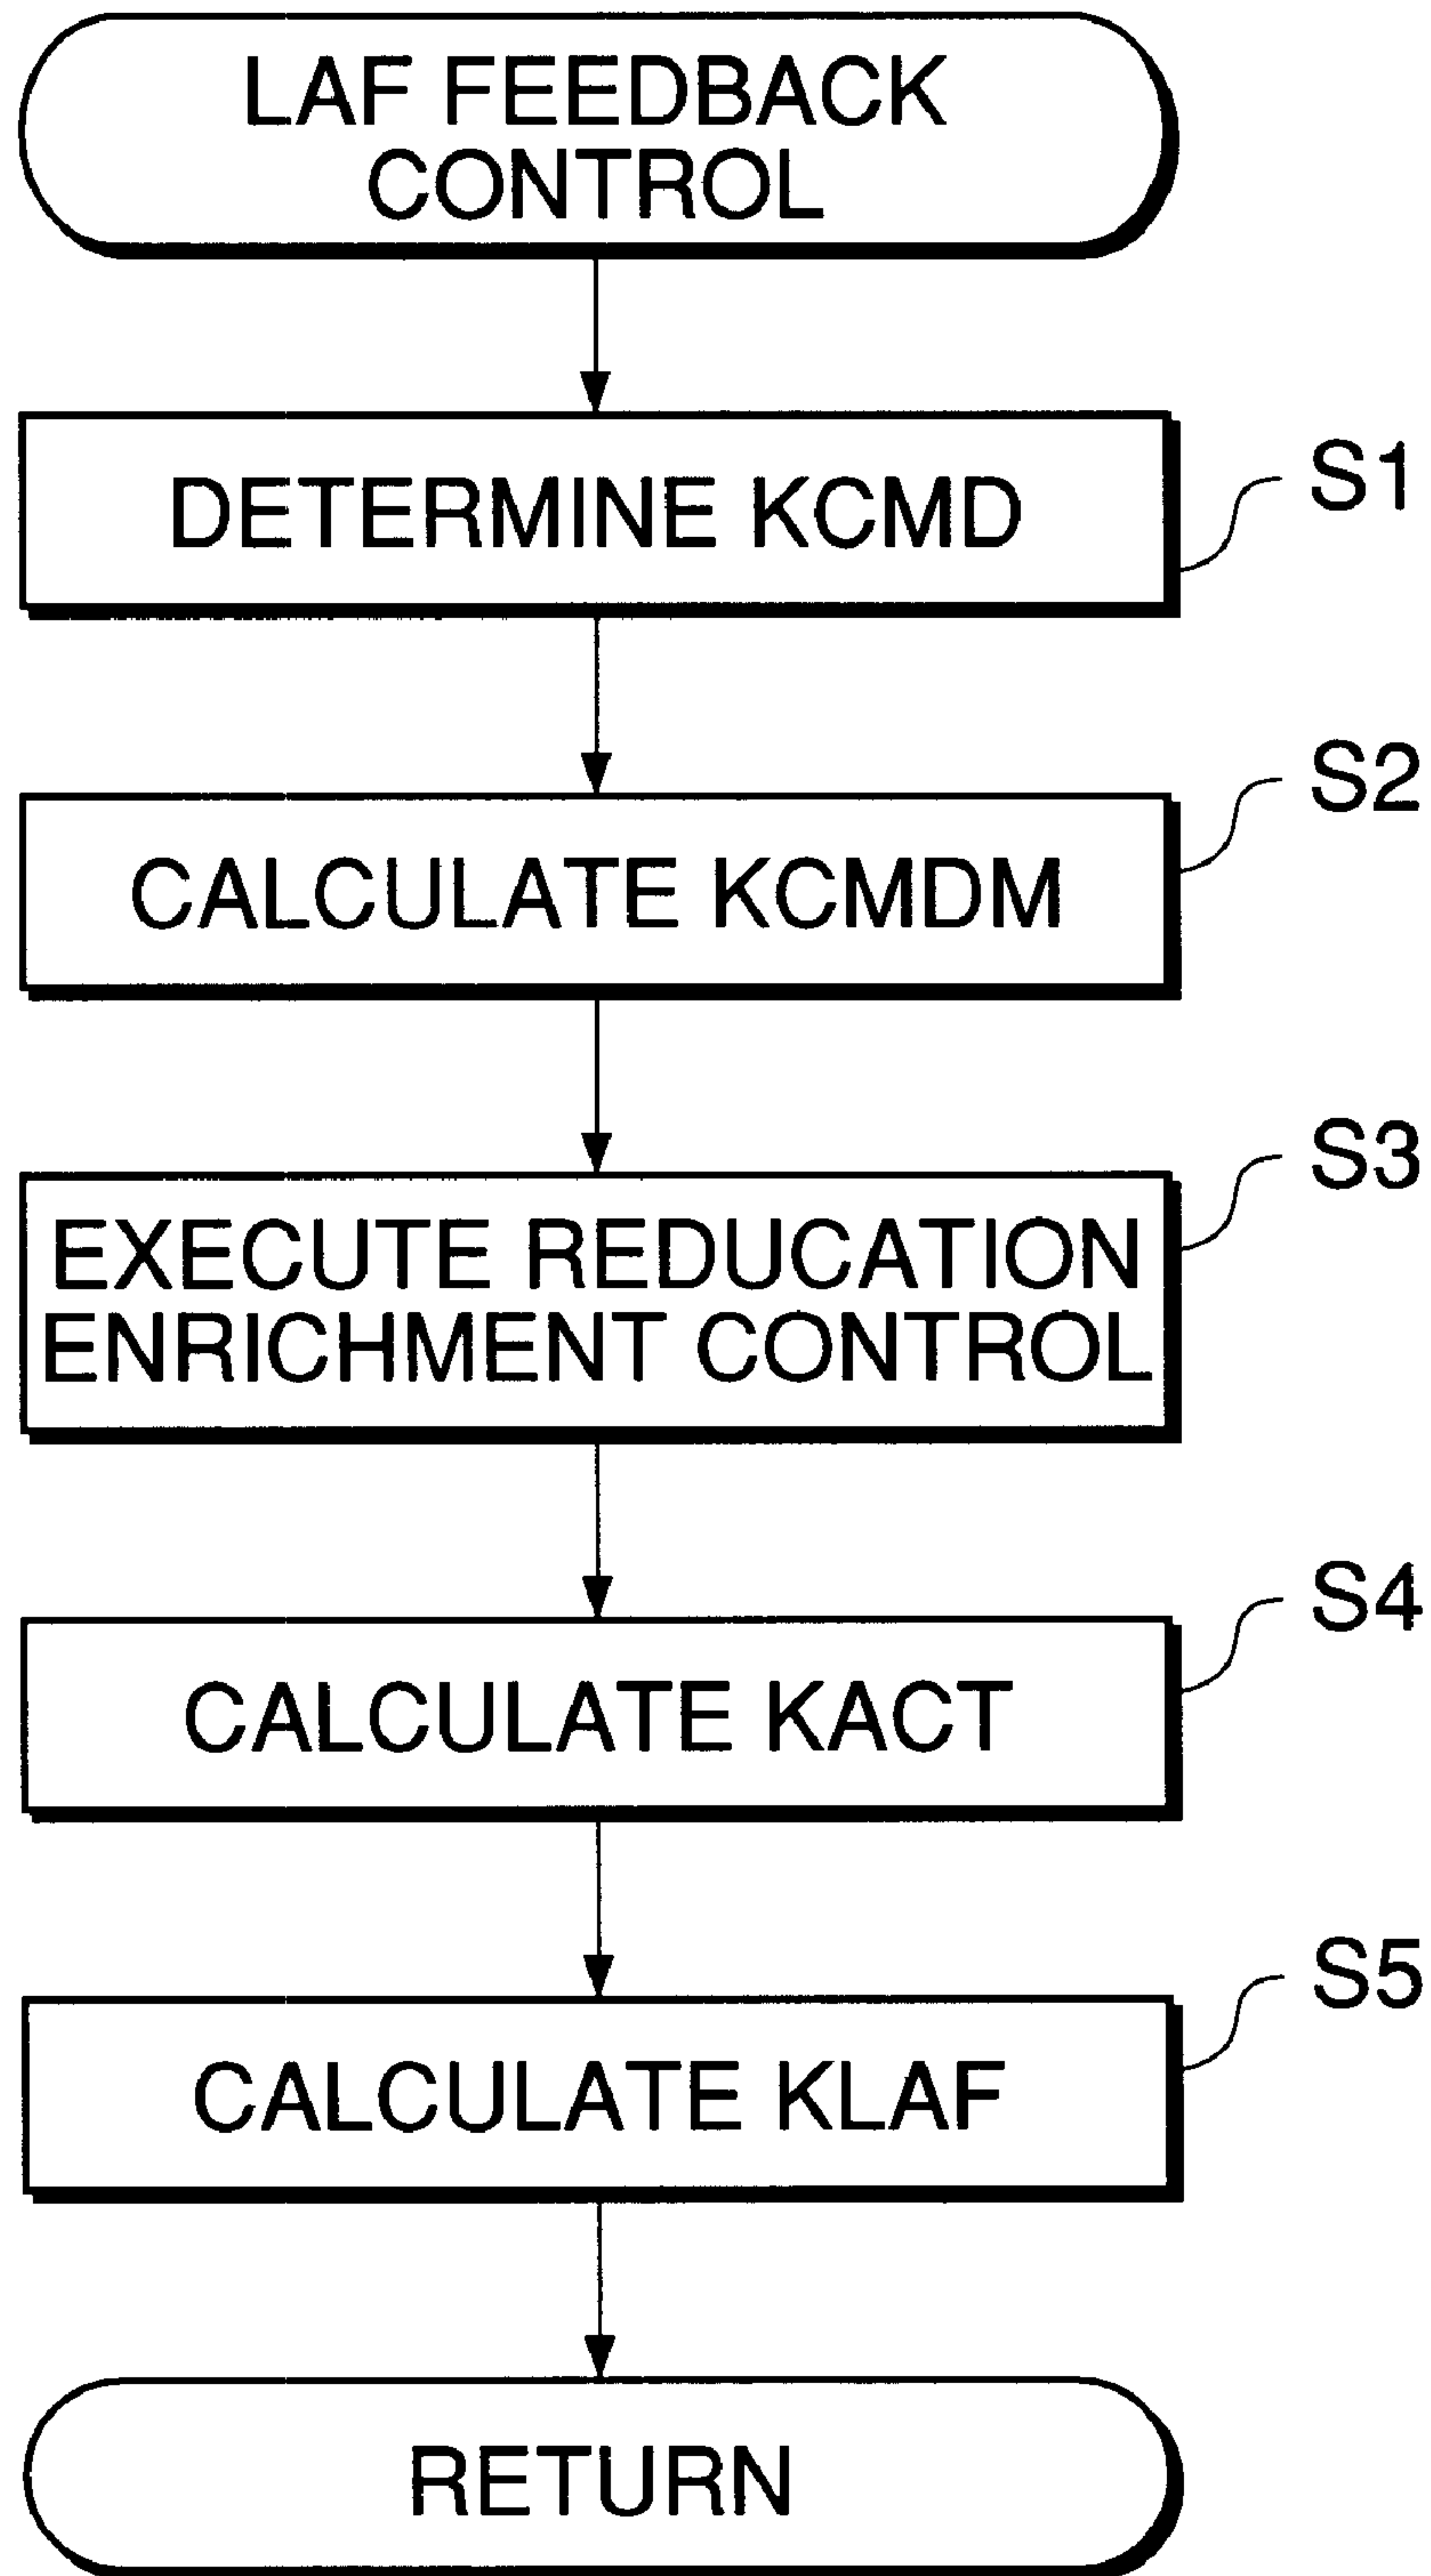 LAF FEEDBACK
CONTROL
DETERMINE KCMD
S1
CALCULATE KCMDM
S2
EXECUTE REDUCATION
ENRICHMENT CONTROL
S3
CALCULATE KACT
S4
CALCULATE KLAF
S5
RETURN